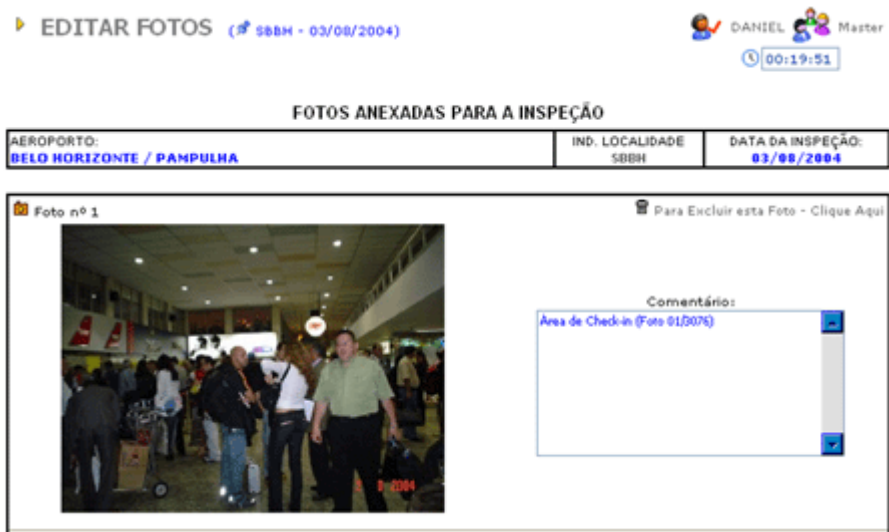 EDITAR FOTOS (SBBH - 03/08/2004)
DANIEL Master
00:19:51
FOTOS ANEXADAS PARA A INSPEÇÃO
AEROPORTO:
BELO HORIZONTE / PAMPULHA
IND. LOCALIDADE
SBBH
DATA DA INSPEÇÃO:
03/08/2004
Foto nº 1
Para Excluir esta Foto - Clique Aqui
Comentário:
Área de Check-in (Foto 01/3076)
2004